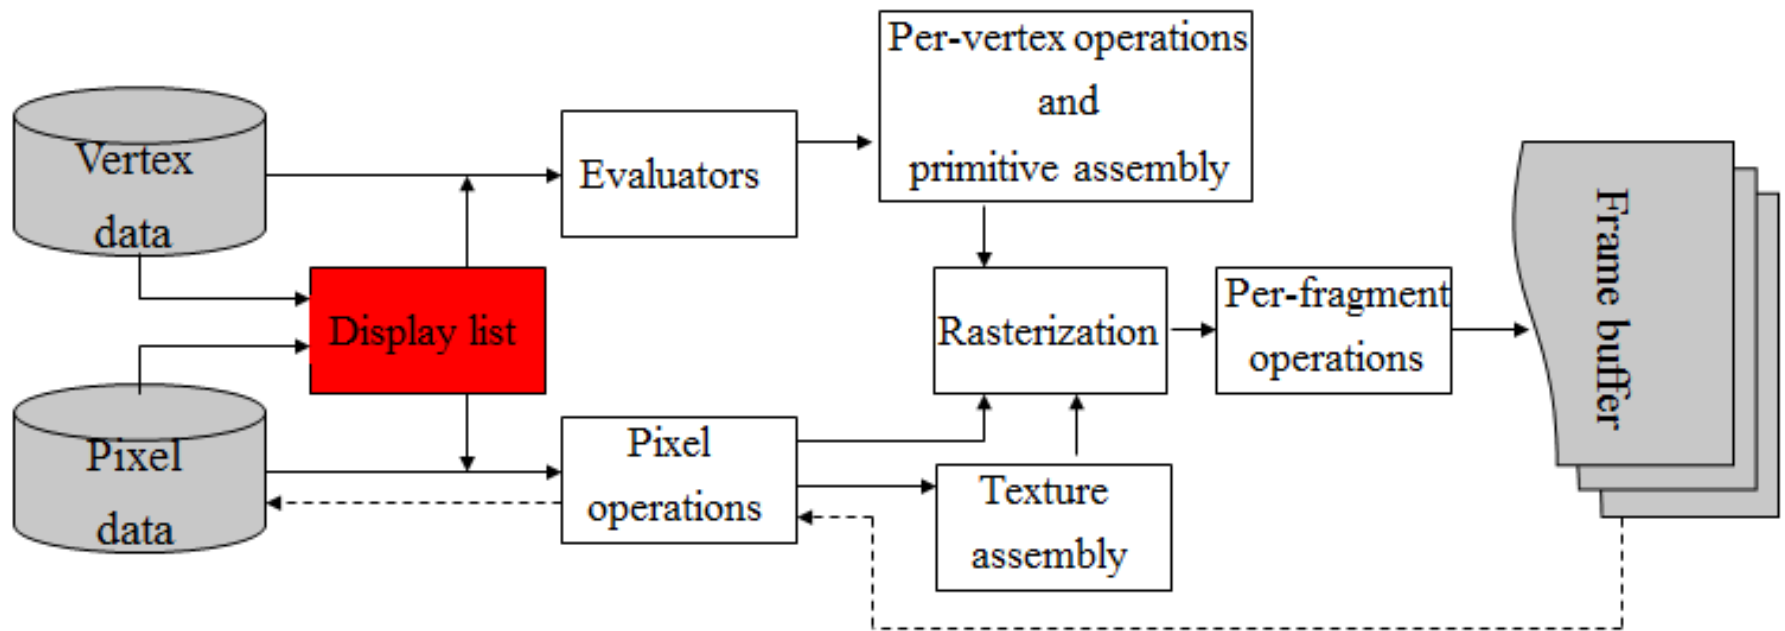 Vertex
data
Display list
Pixel
data
Evaluators
Pixel
operations
Per-vertex operations
and
primitive assembly
Rasterization
Texture
assembly
Per-fragment
operations
Frame buffer